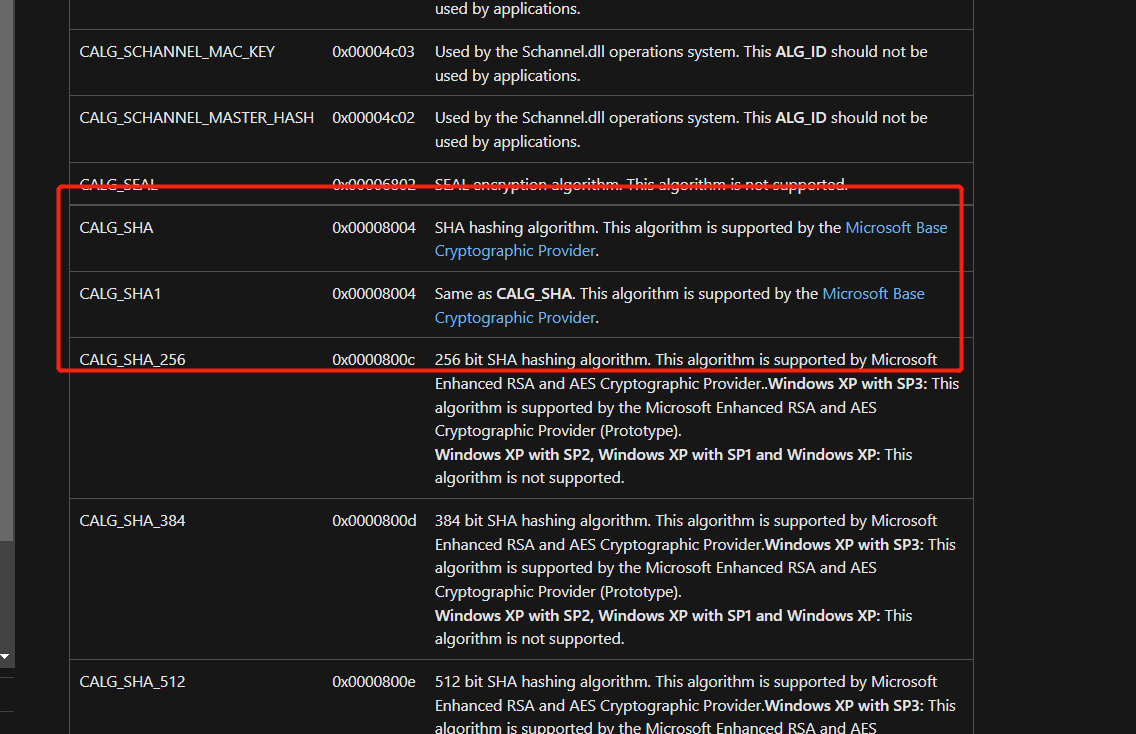 used by applications.
CALG_SCHANNEL_MAC_KEY 0x00004c03 Used by the Schannel.dll operations system. This ALG_ID should not be
used by applications.
CALG_SCHANNEL_MASTER_HASH 0x00004c02 Used by the Schannel.dll operations system. This ALG_ID should not be
used by applications.
CALG_SEAL 0x00006802 SEAL encryption algorithm. This algorithm is not supported.
CALG_SHA 0x00008004 SHA hashing algorithm. This algorithm is supported by the Microsoft Base
Cryptographic Provider.
CALG_SHA1 0x00008004 Same as CALG_SHA. This algorithm is supported by the Microsoft Base
Cryptographic Provider.
CALG_SHA_256 0x0000800c 256 bit SHA hashing algorithm. This algorithm is supported by Microsoft
Enhanced RSA and AES Cryptographic Provider..Windows XP with SP3: This
algorithm is supported by the Microsoft Enhanced RSA and AES
Cryptographic Provider (Prototype).
Windows XP with SP2, Windows XP with SP1 and Windows XP: This
algorithm is not supported.
CALG_SHA_384 0x0000800d 384 bit SHA hashing algorithm. This algorithm is supported by Microsoft
Enhanced RSA and AES Cryptographic Provider.Windows XP with SP3: This
algorithm is supported by the Microsoft Enhanced RSA and AES
Cryptographic Provider (Prototype).
Windows XP with SP2, Windows XP with SP1 and Windows XP: This
algorithm is not supported.
CALG_SHA_512 0x0000800e 512 bit SHA hashing algorithm. This algorithm is supported by Microsoft
Enhanced RSA and AES Cryptographic Provider.Windows XP with SP3: This
algorithm is supported by the Microsoft Enhanced RSA and AES